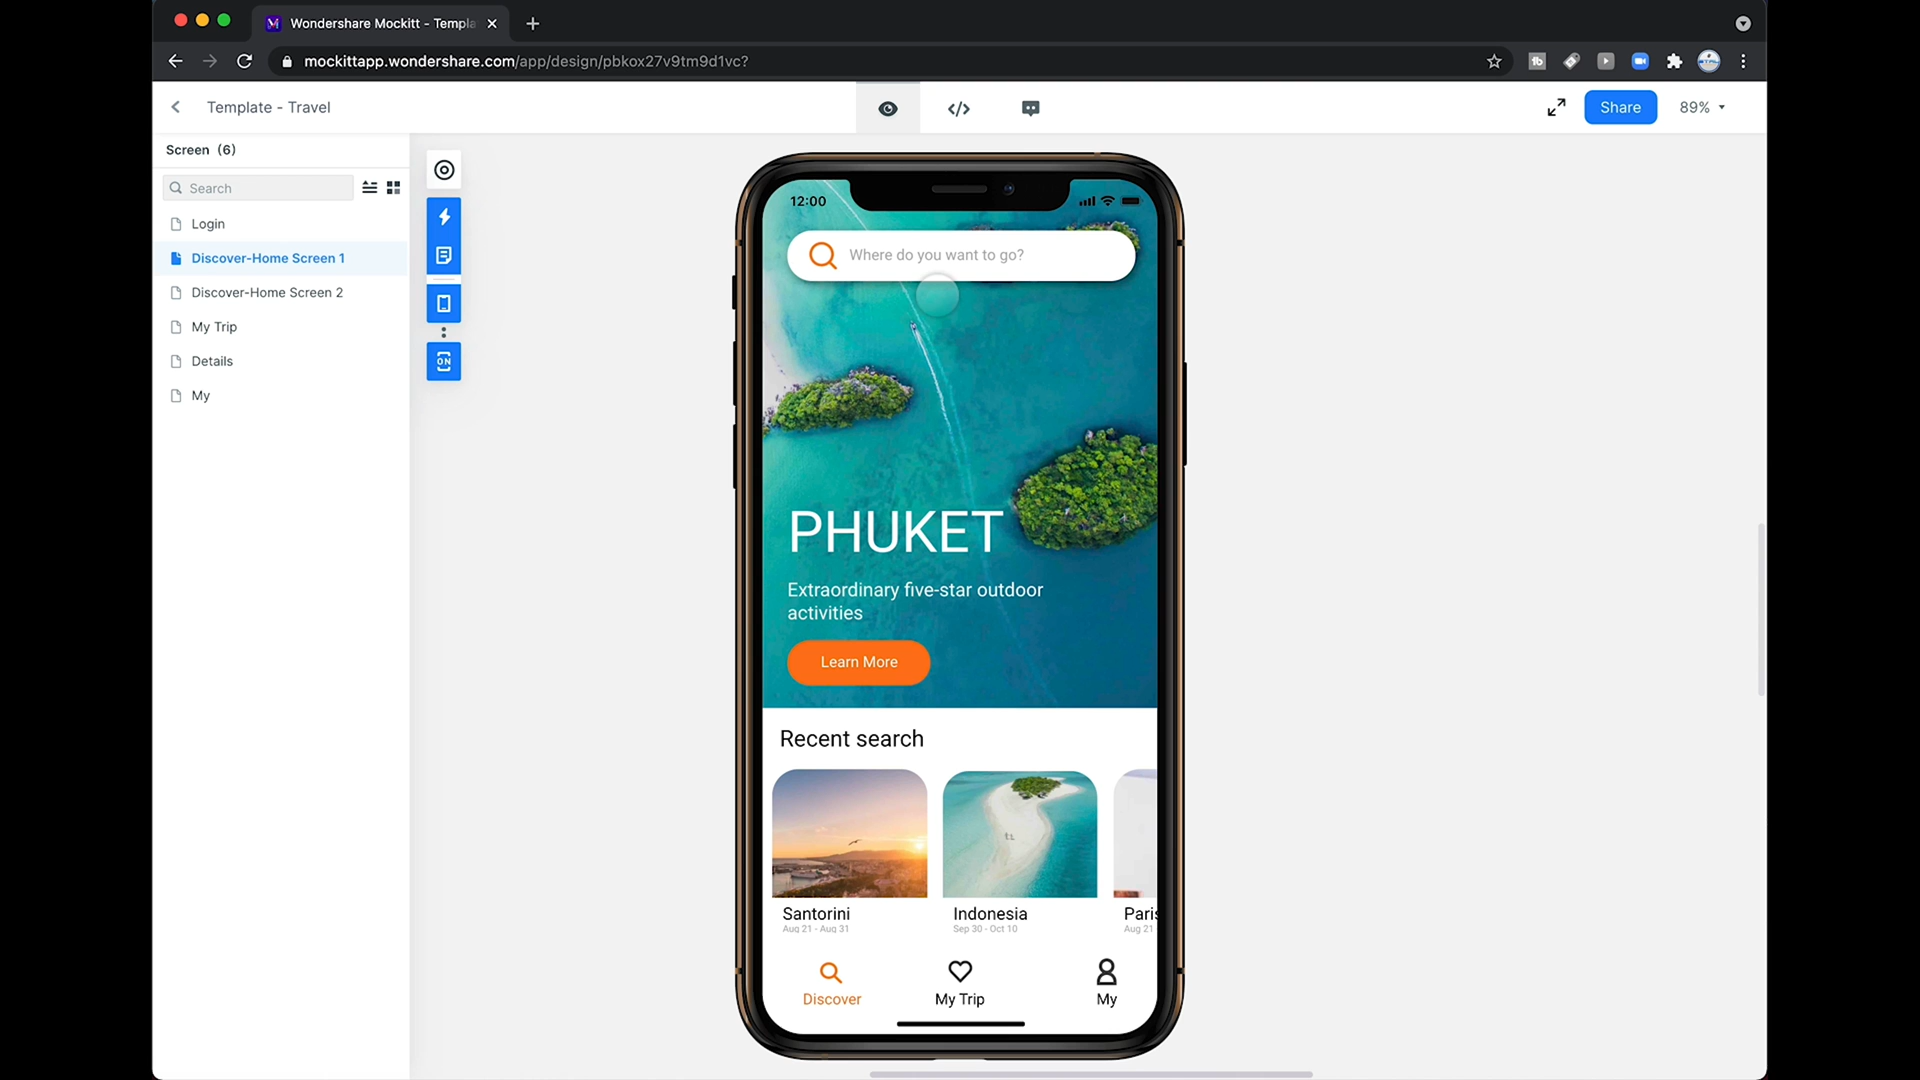 Wondershare Mockitt - Templa
mockittapp.wondershare.com/app/design/pbkox27v9tm9d1vc?
Template - Travel
Share
89%
Screen (6)
Search
Login
Discover-Home Screen 1
Discover-Home Screen 2
My Trip
Details
My
ON
12:00
Where do you want to go?
PHUKET
Extraordinary five-star outdoor
activities
Learn More
Recent search
Santorini
Aug 21 - Aug 31
Indonesia
Sep 30 - Oct 10
Paris
Aug 21
Discover
My Trip
My